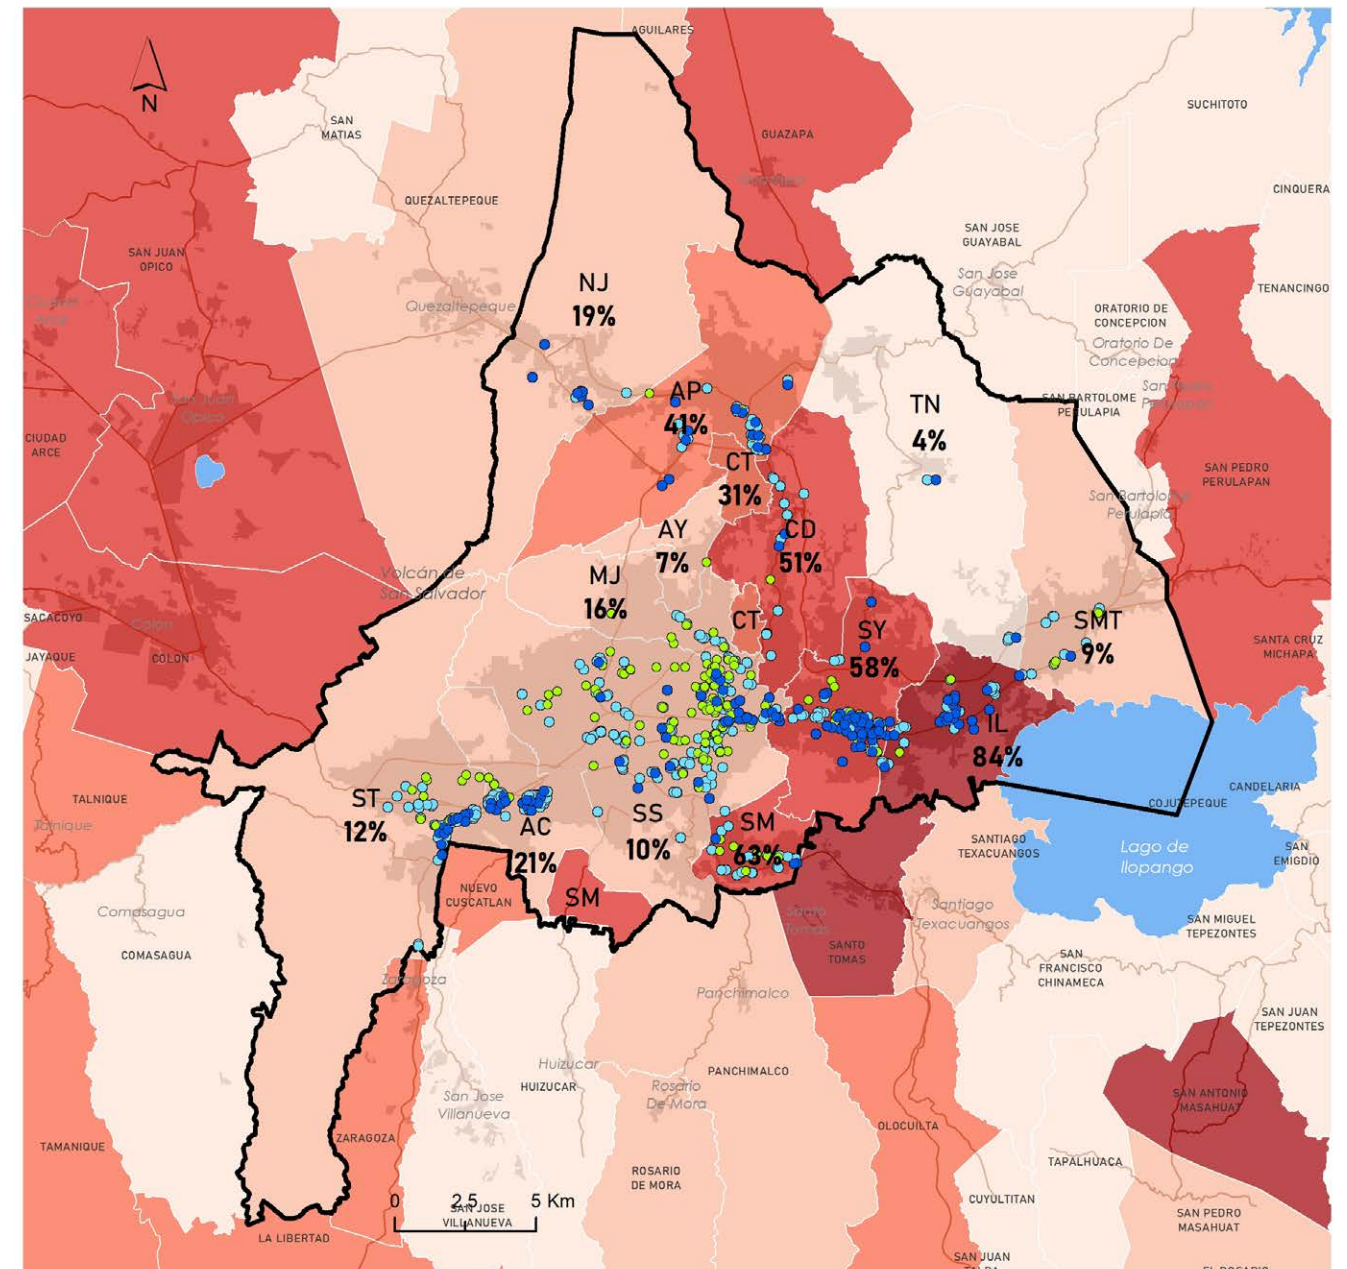 AGUILARES
N
SAN
MATIAS
SUCHITOTO
GUAZAPA
QUEZALTEPEQUE
CINQUERA
SAN JOSE
GUAYABAL
SAN JUAN
OPICO
San Jose
Guayabal
NJ
19%
TENANCINGO
Quezaltepeque
ORATORIO DE
CONCEPCION
Oratorio De
Concepcion
San Juan
Opico
AP
41%
SAN BARTOLOME
PERULAPIA
TN
4%
CIUDAD
ARCE
CT
31%
SAN PEDRO
PERULAPAN
San Bartolome
Perulapia
AY
7%
CD
51%
MJ
16%
Volcán de
San Salvador
SACACOYO
Colon
CT
SY
58%
SMT
9%
SANTA CRUZ
MICHAPA
JAYAQUE
COLON
IL
84%
CANDELARIA
COJUTEPEQUE
TALNIQUE
ST
12%
AC
21%
SS
10%
SM
63%
SANTIAGO
TEXACUANGOS
Lago de
Ilopango
SAN
EMIGDIO
NUEVO
CUSCATLAN
SM
Comasagua
Santo
Tomas
Santiago
Texacuangos
SAN MIGUEL
TEPEZONTES
COMASAGUA
SANTO
TOMAS
SAN
FRANCISCO
CHINAMECA
Zaragoza
Panchimalco
SAN JUAN
TEPEZONTES
Huizucar
HUIZUCAR
PANCHIMALCO
San Jose
Villanueva
Rosario
De Mora
SAN ANTONIO
MASAHUAT
OLOCUILTA
ZARAGOZA
TAMANIQUE
TAPALHUACA
ROSARIO
DE MORA
CUYULTITAN
0 2.5 5 Km
SAN JOSE
VILLANUEVA
SAN PEDRO
MASAHUAT
LA LIBERTAD
SAN JUAN